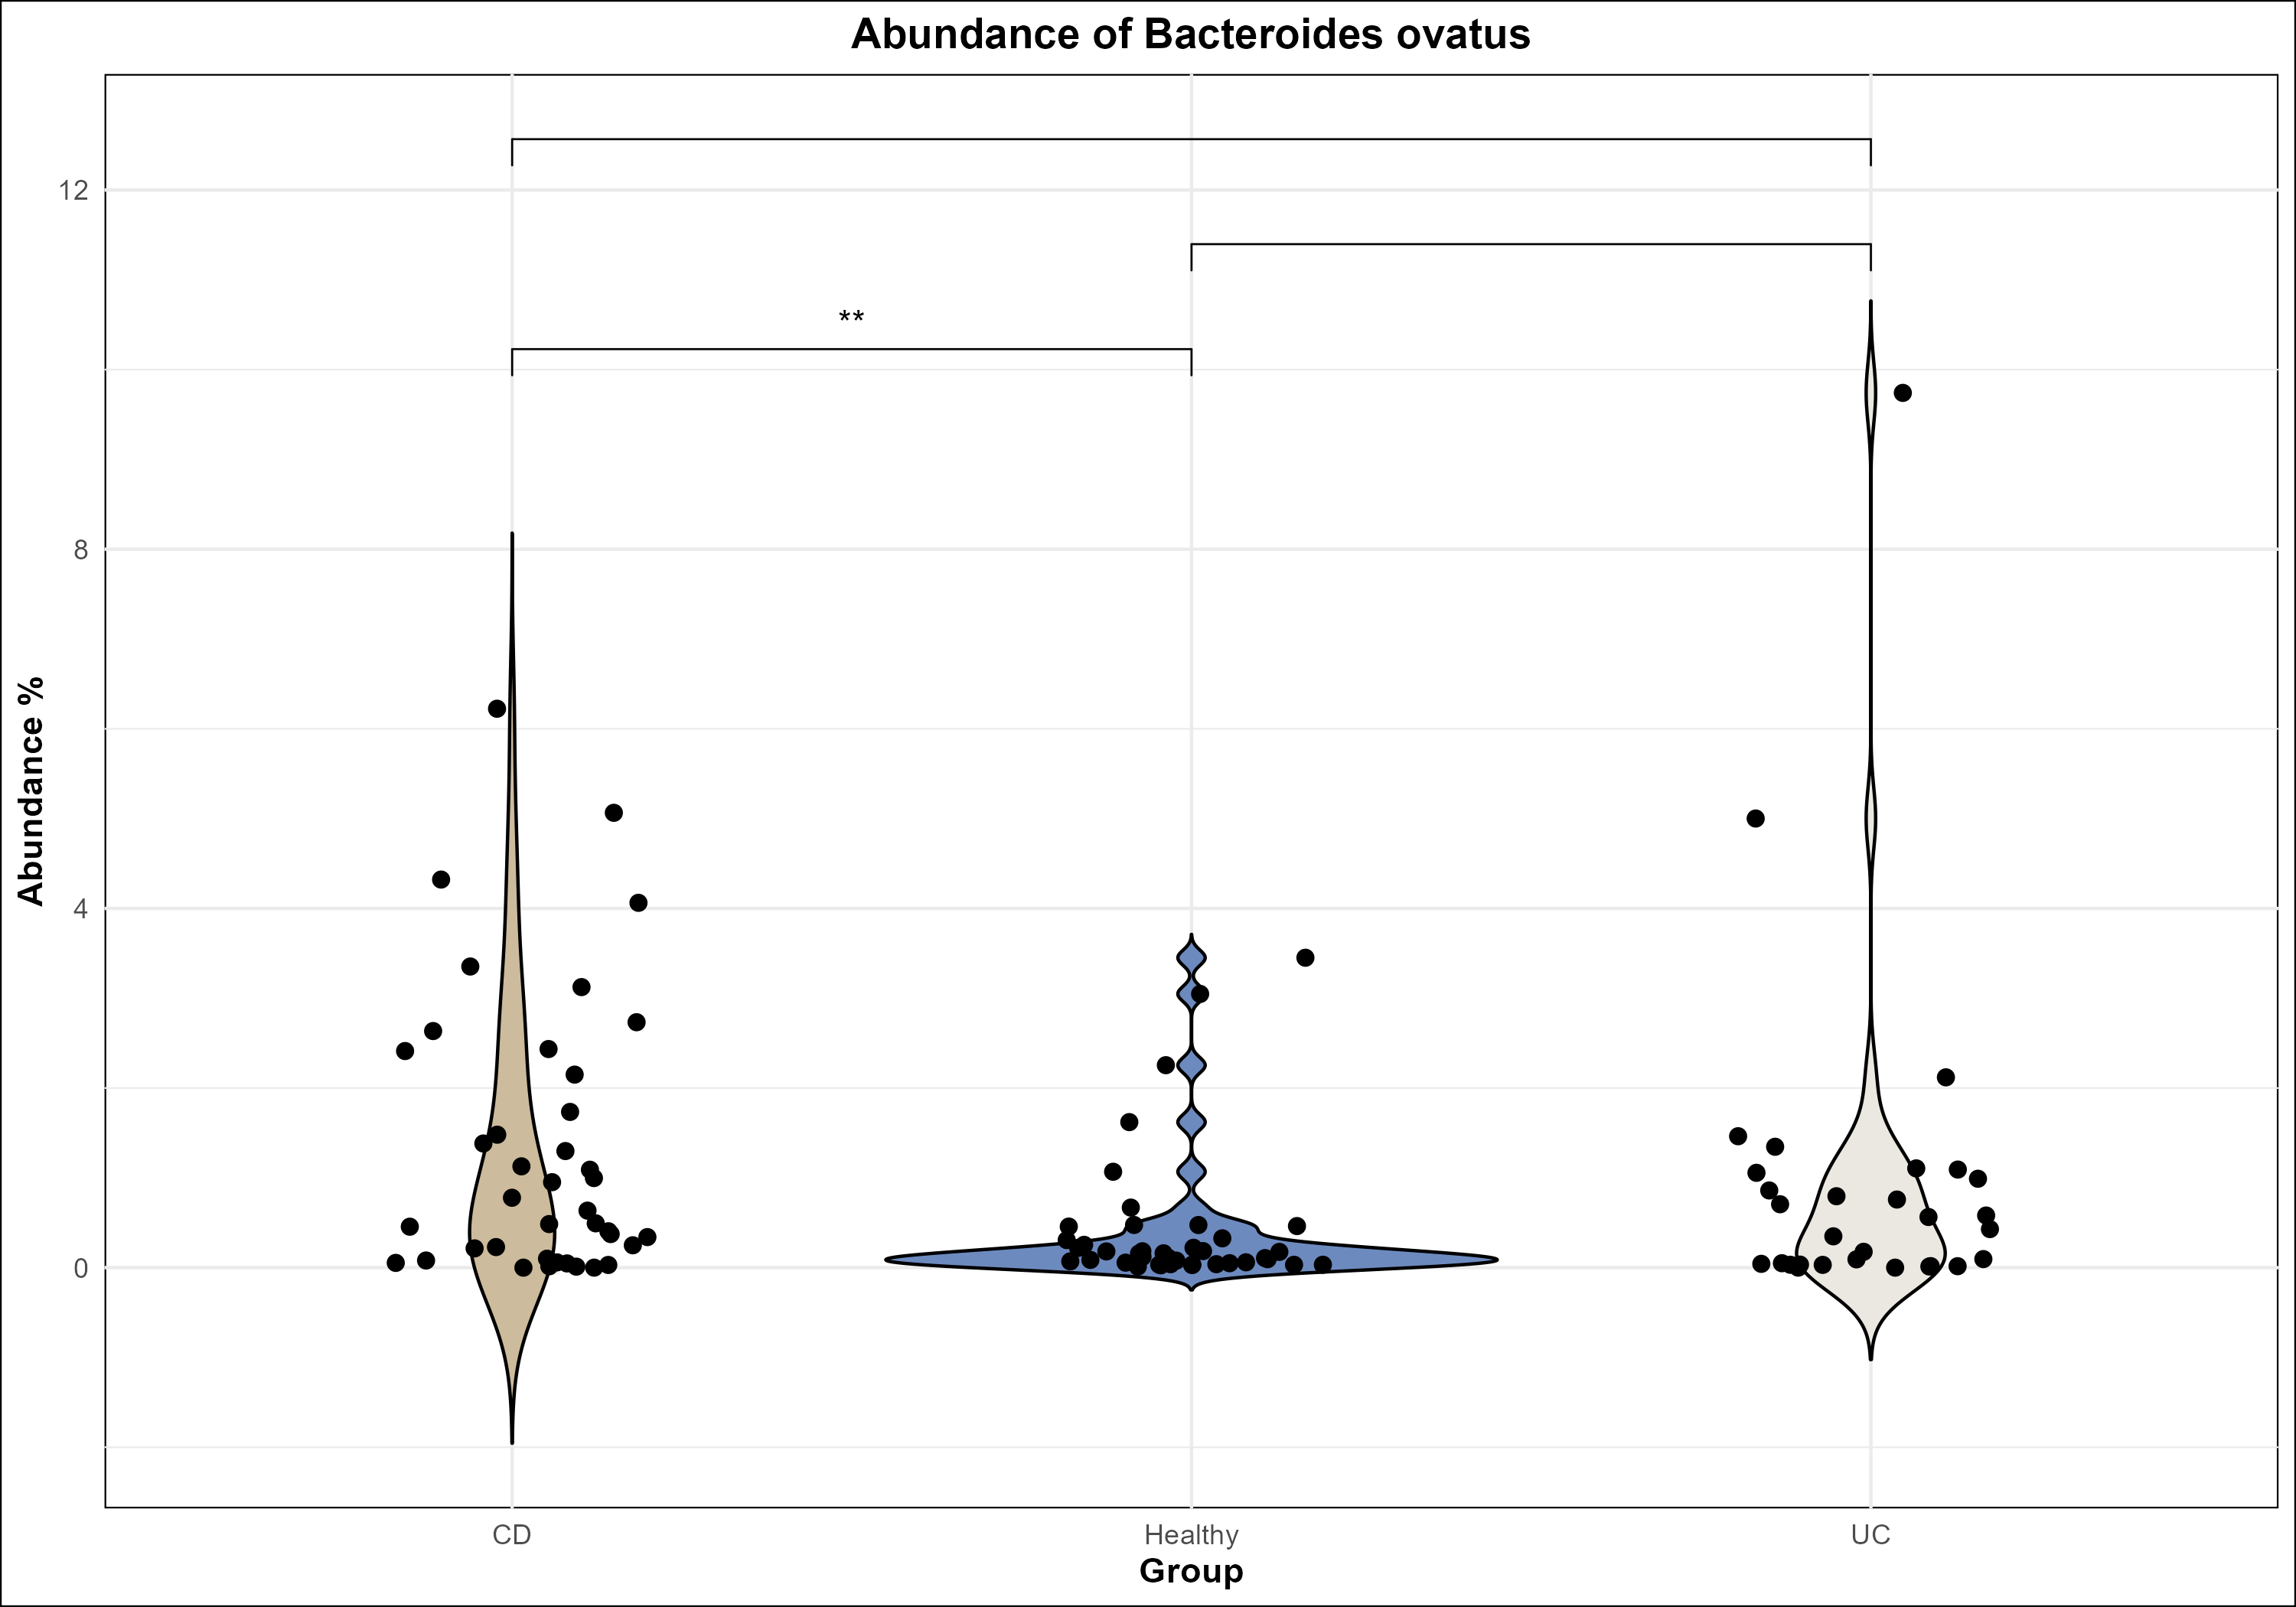 Abundance of Bacteroides ovatus
12
**
8
Abundance %
4
0
CD Healthy UC
Group